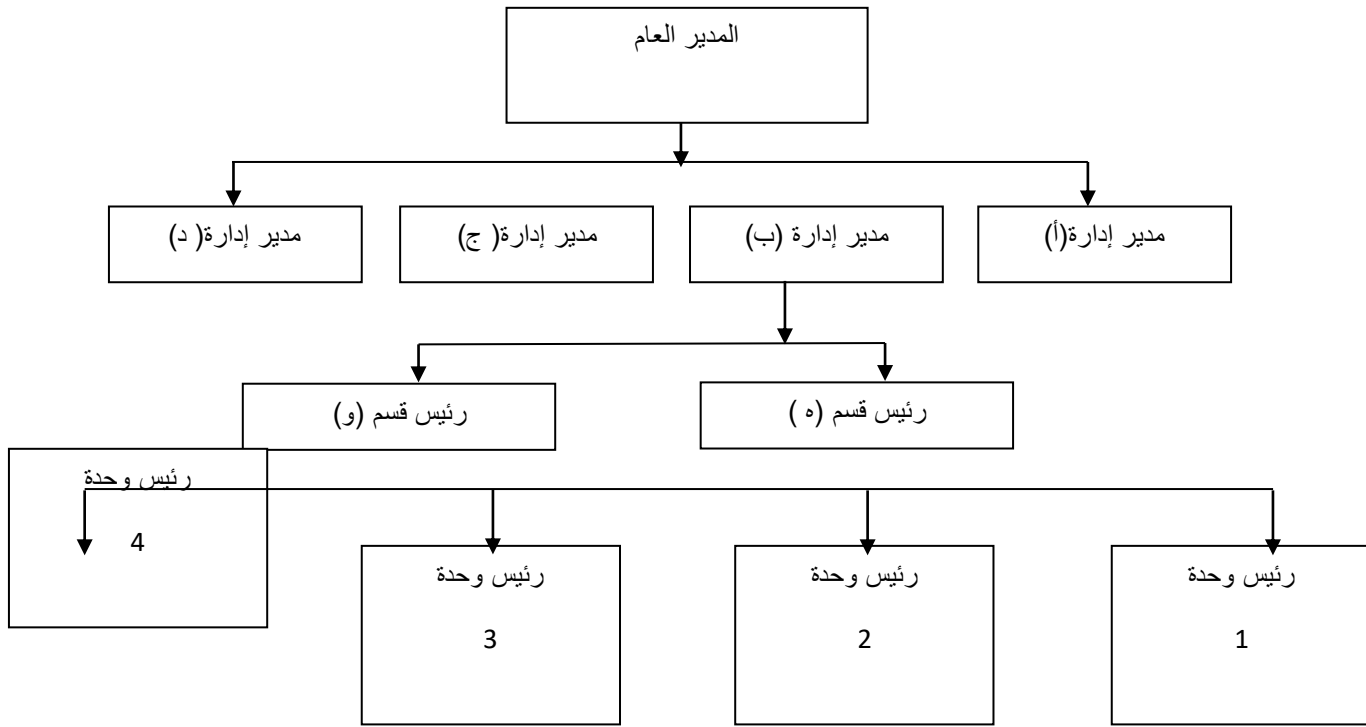 المدير العام
مدير إدارة(أ)
مدير إدارة (ب)
مدير إدارة( ج)
مدير إدارة( د)
رئيس قسم (ه )
رئيس قسم (و)
رئيس وحدة
1
رئيس وحدة
2
رئيس وحدة
3
رئيس وحدة
4